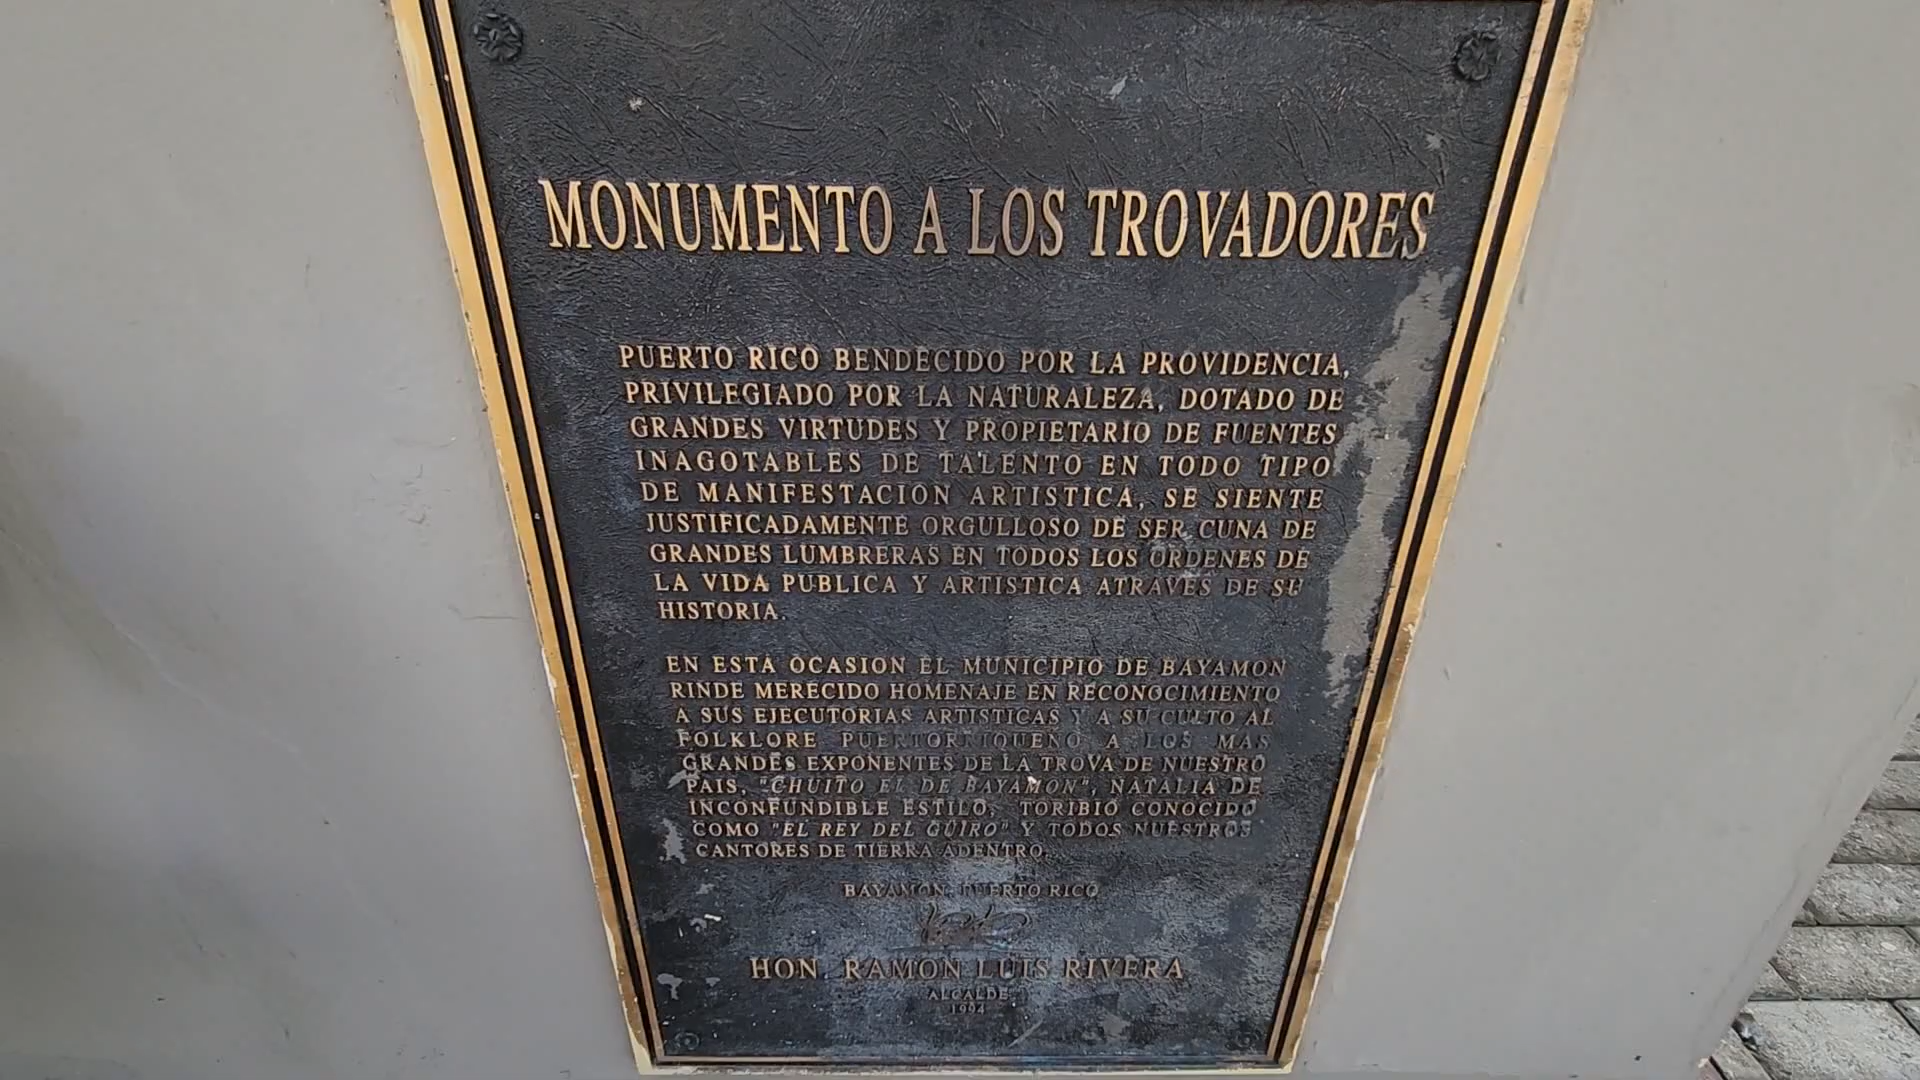 MONUMENTO A LOS TROVADORES
PUERTO RICO BENDECIDO POR LA PROVIDENCIA,
PRIVILEGIADO POR LA NATURALEZA, DOTADO DE
GRANDES VIRTUDES Y PROPIETARIO DE FUENTES
INAGOTABLES DE TALENTO EN TODO TIPO
DE MANIFESTACION ARTISTICA, SE SIENTE
JUSTIFICADAMENTE ORGULLOSO DE SER CUNA DE
GRANDES LUMBRERAS EN TODOS LOS ORDENES DE
LA VIDA PUBLICA Y ARTISTICA ATRAVES DE SU
HISTORIA.
EN ESTA OCASION EL MUNICIPIO DE BAYAMON
RINDE MERECIDO HOMENAJE EN RECONOCIMIENTO
A SUS EJECUTORIAS ARTISTICAS Y A SU CULTO AL
FOLKLORE PUERTORRIQUEÑO A LOS MAS
GRANDES EXPONENTES DE LA TROVA DE NUESTRO
PAIS, "CHUITO EL DE BAYAMON", NATALIA DE
INCONFUNDIBLE ESTILO, TORIBIO CONOCIDO
COMO "EL REY DEL GÜIRO" Y TODOS NUESTROS
CANTORES DE TIERRA ADENTRO.
BAYAMON, PUERTO RICO
HON. RAMON LUIS RIVERA
ALCALDE
1994